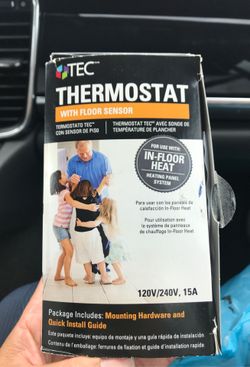 TEC
THERMOSTAT
WITH FLOOR SENSOR
TERMOSTATO TEC™
CON SENSOR DE PISO
THERMOSTAT TEC™ AVEC SONDE DE
TEMPÉRATURE DE PLANCHER
FOR USE WITH:
IN-FLOOR
HEAT
HEATING PANEL
SYSTEM
Para usar con los paneles de
calefacción In-Floor Heat
Pour utilisation avec
le système de panneaux
de chauffage In-Floor Heat
120V/240V, 15A
Package Includes: Mounting Hardware and
Quick Install Guide
Este paquete incluye: equipo de montaje y una guía rápida de instalación
Contenu de l'emballage: ferrures de fixation et guide d'installation rapide